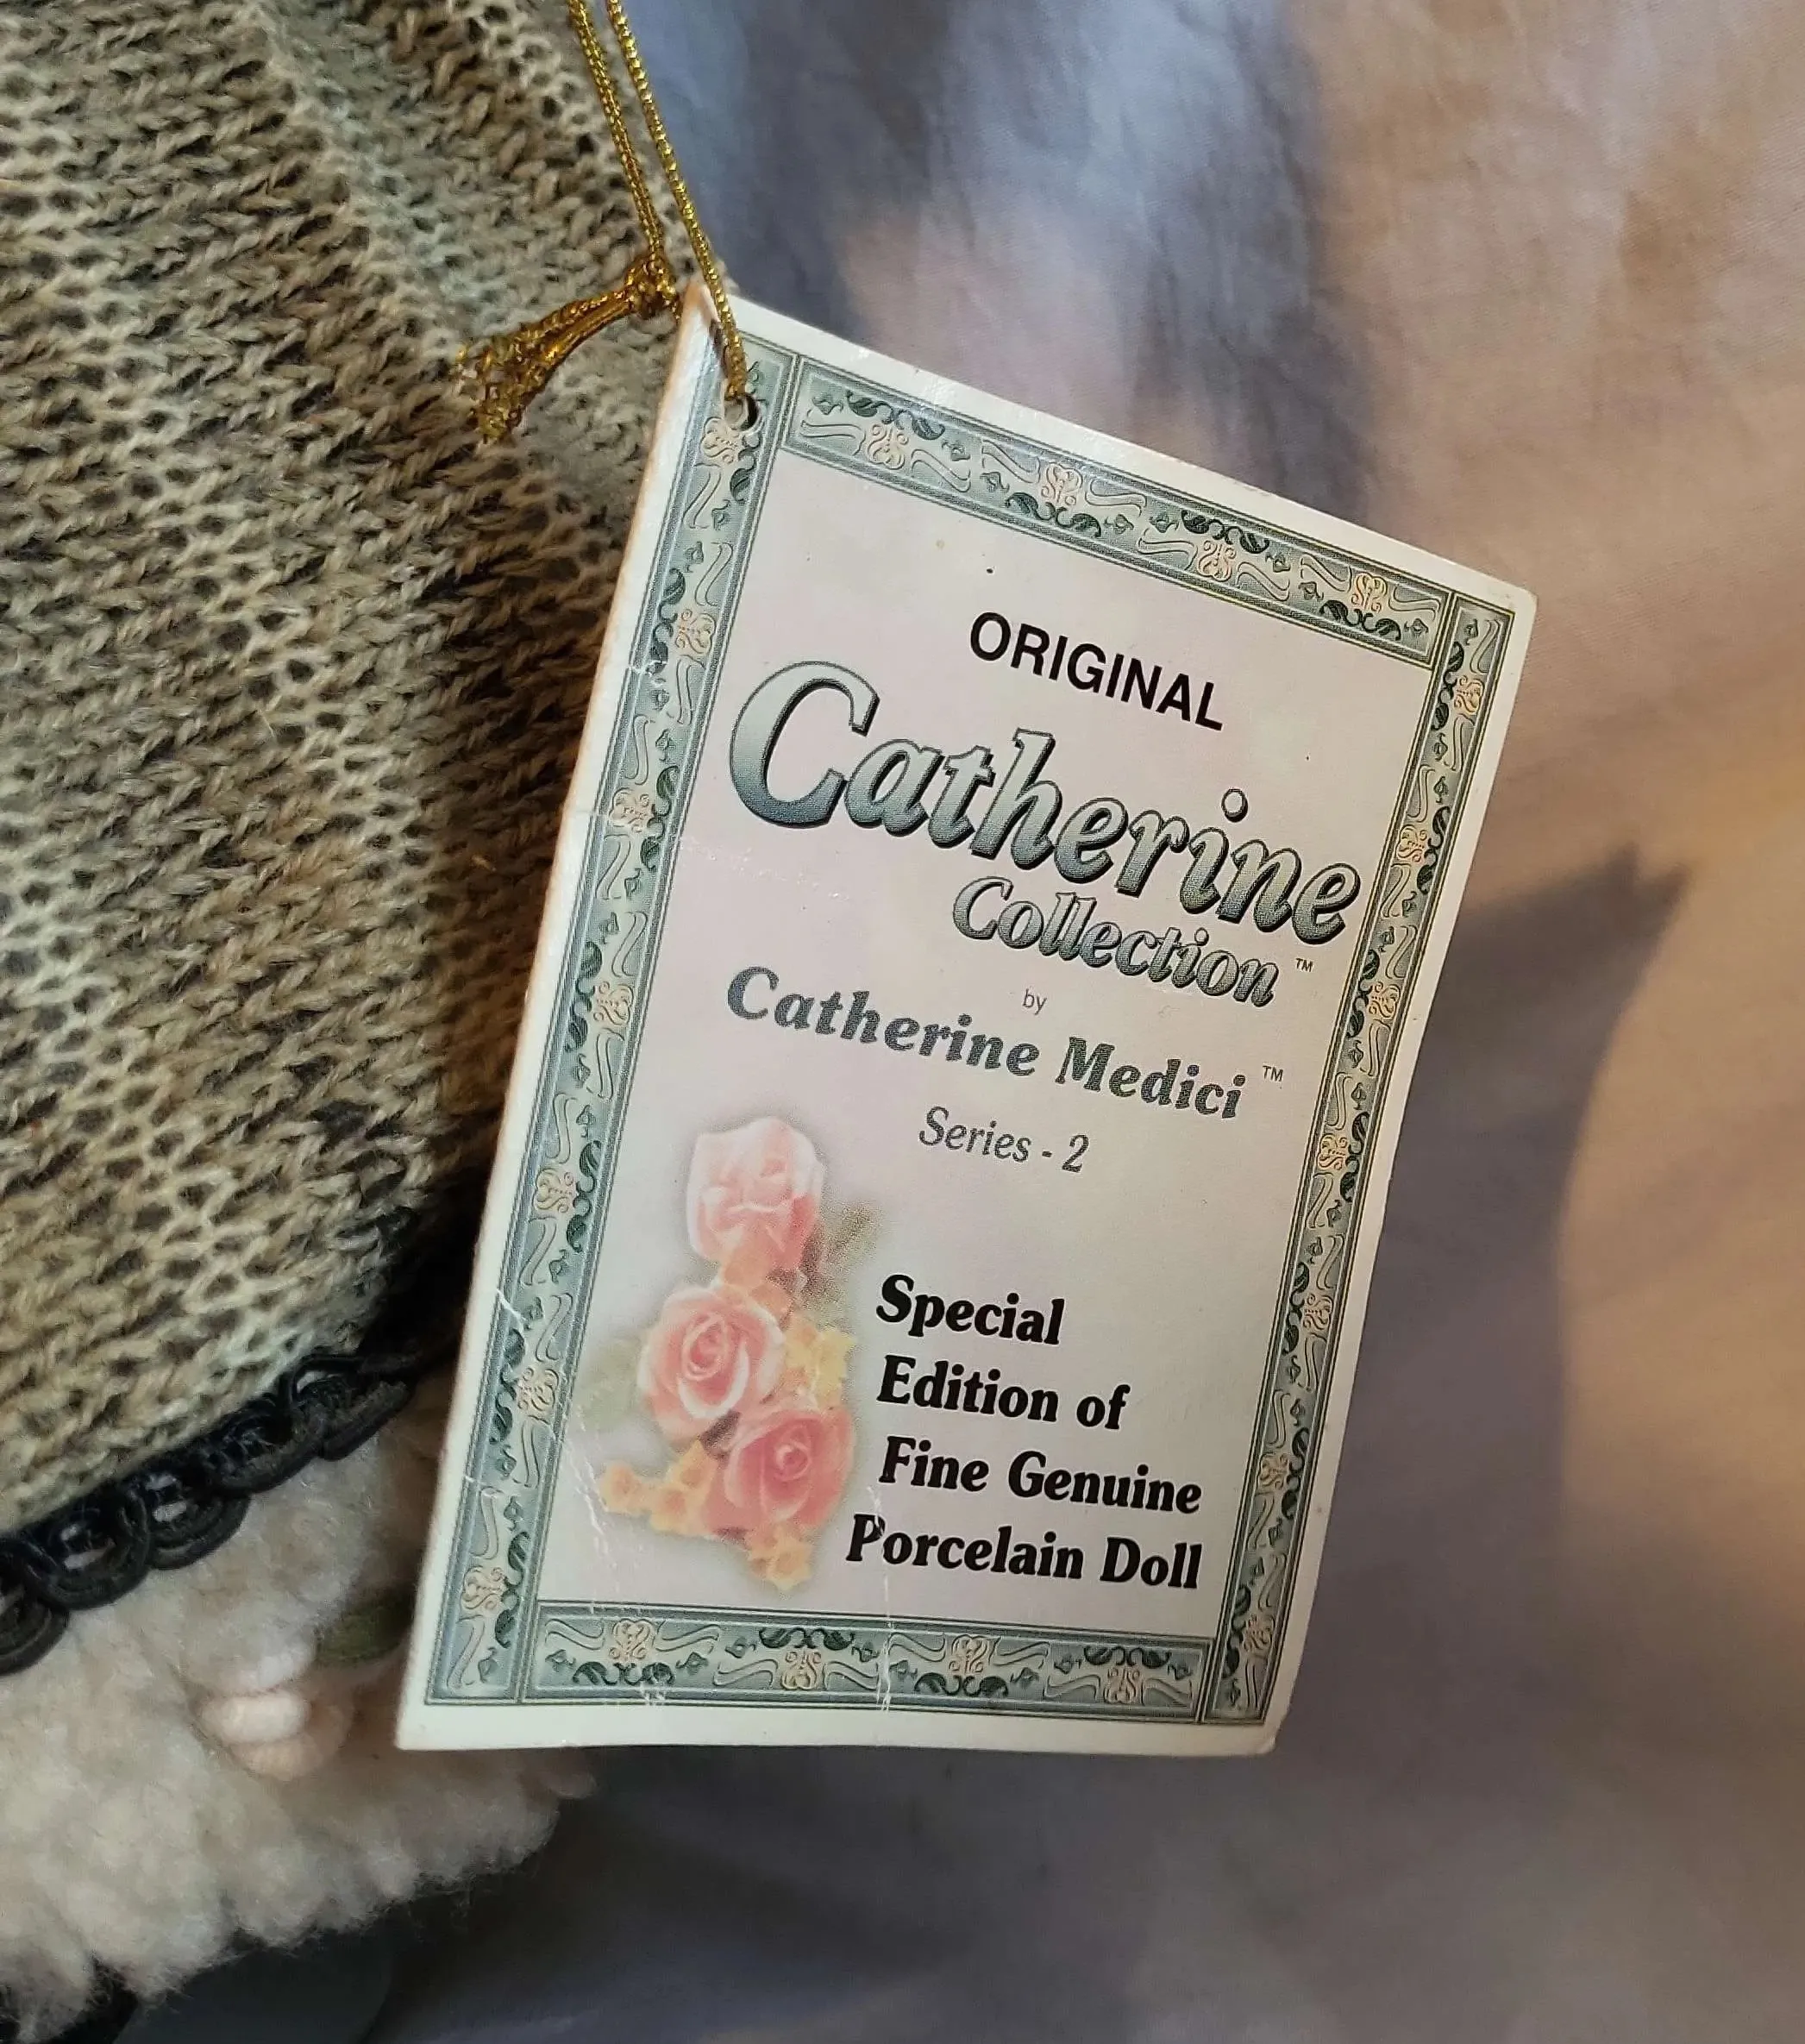 ORIGINAL
Catherine
Collection™
by
Catherine Medici™
Series - 2
Special
Edition of
Fine Genuine
Porcelain Doll